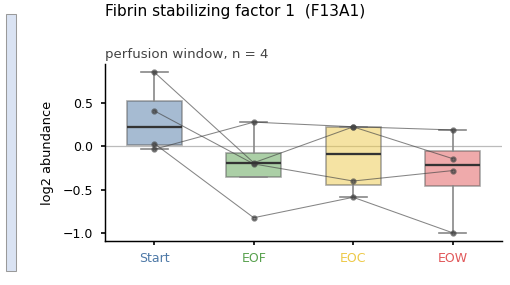 Fibrin stabilizing factor 1 (F13A1)
perfusion window, n = 4
log2 abundance
0.5
0.0
−0.5
−1.0
Start EOF EOC EOW